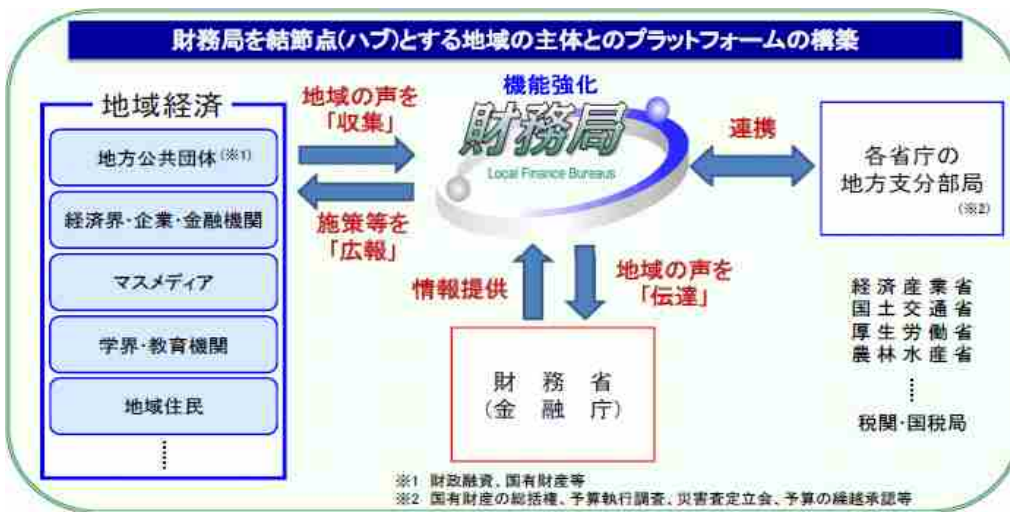 財務局を結節点(ハブ)とする地域の主体とのプラットフォームの構築
地域経済
地方公共団体(※1)
経済界・企業・金融機関
マスメディア
学界・教育機関
地域住民
地域の声を
「収集」
施策等を
「広報」
機能強化
財務局
Local Finance Bureaus
連携
各省庁の
地方支分部局
(※2)
情報提供
地域の声を
「伝達」
財務省
(金融庁)
経済産業省
国土交通省
厚生労働省
農林水産省
税関・国税局
※1 財政融資、国有財産等
※2 国有財産の総括権、予算執行調査、災害査定立会、予算の繰越承認等